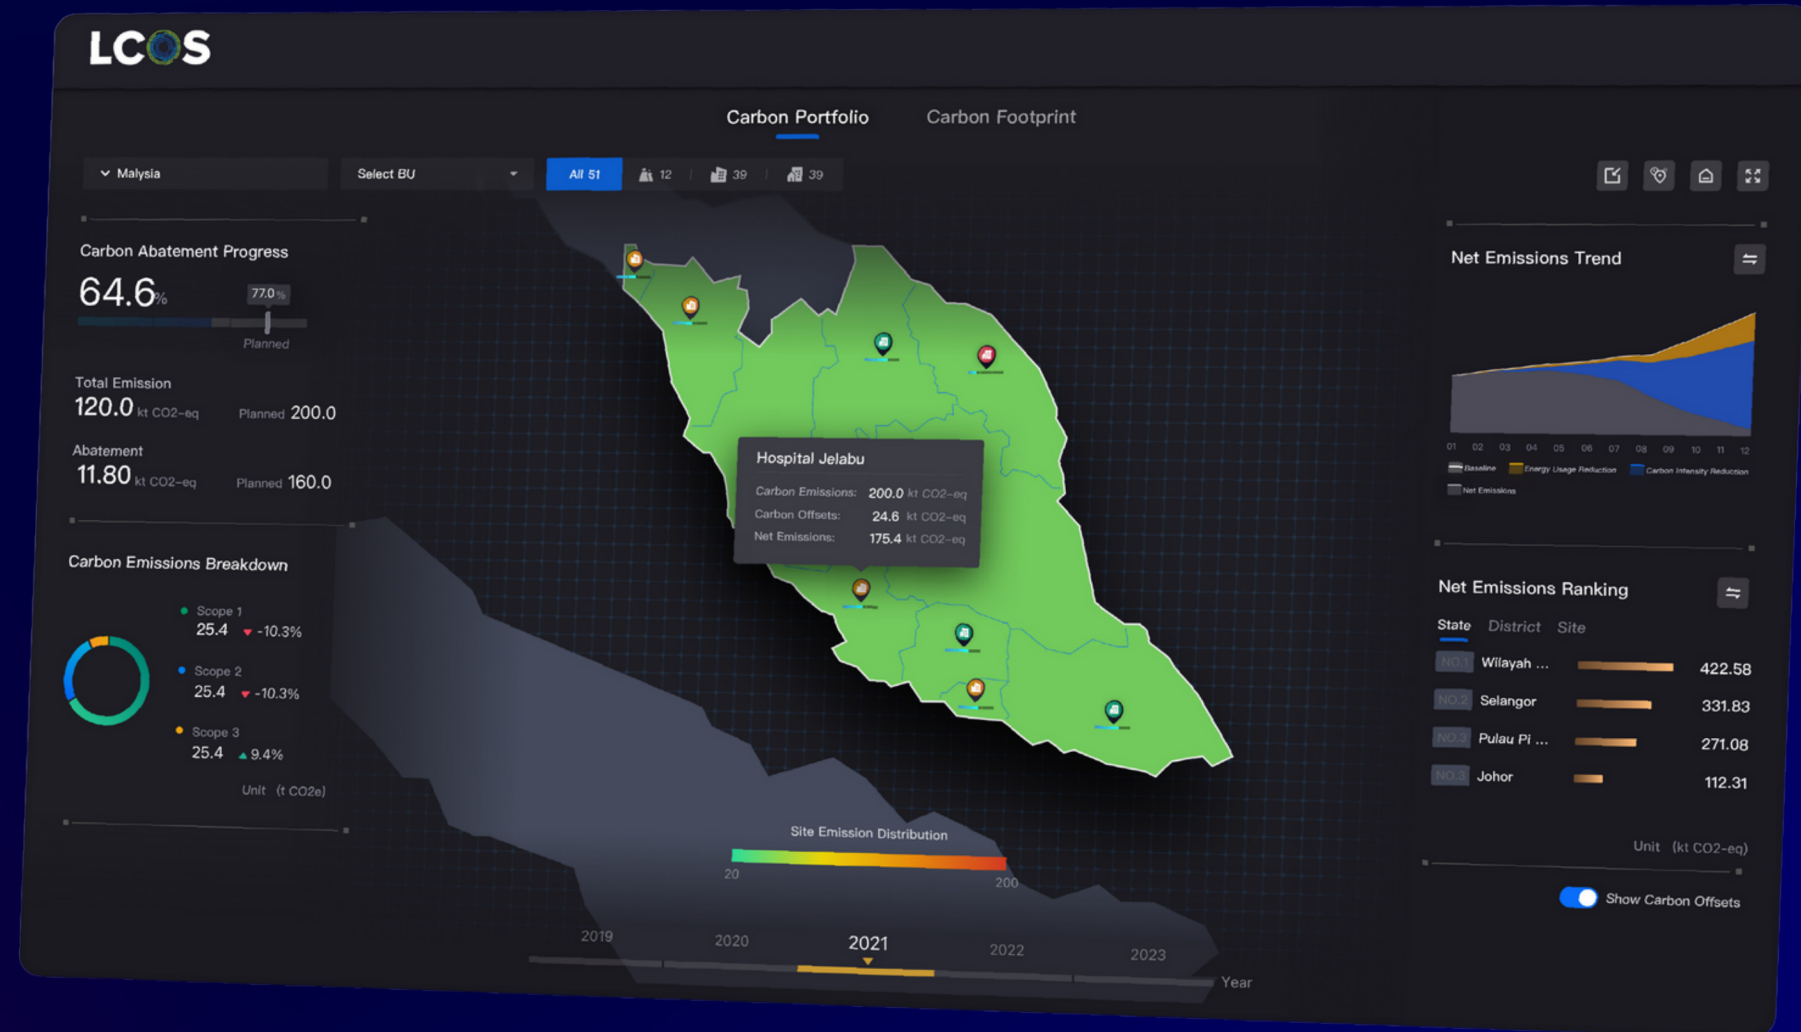 LCOS
Carbon Portfolio
Carbon Footprint
Malysia
Select BU
All 51
12
39
39
Carbon Abatement Progress
64.6%
77.0 %
Planned
Total Emission
120.0 kt CO2-eq Planned 200.0
Abatement
11.80 kt CO2-eq Planned 160.0
Carbon Emissions Breakdown
Scope 1
25.4 -10.3%
Scope 2
25.4 -10.3%
Scope 3
25.4 9.4%
Unit (t CO2e)
Hospital Jelabu
Carbon Emissions: 200.0 kt CO2-eq
Carbon Offsets: 24.6 kt CO2-eq
Net Emissions: 175.4 kt CO2-eq
Site Emission Distribution
20 200
2019 2020 2021 2022 2023
Year
Net Emissions Trend
01 02 03 04 05 06 07 08 09 10 11 12
Baseline Energy Usage Reduction Carbon Intensity Reduction
Net Emissions
Net Emissions Ranking
State District Site
NO.1 Wilayah ... 422.58
NO.2 Selangor 331.83
NO.3 Pulau Pi ... 271.08
NO.3 Johor 112.31
Unit (kt CO2-eq)
Show Carbon Offsets